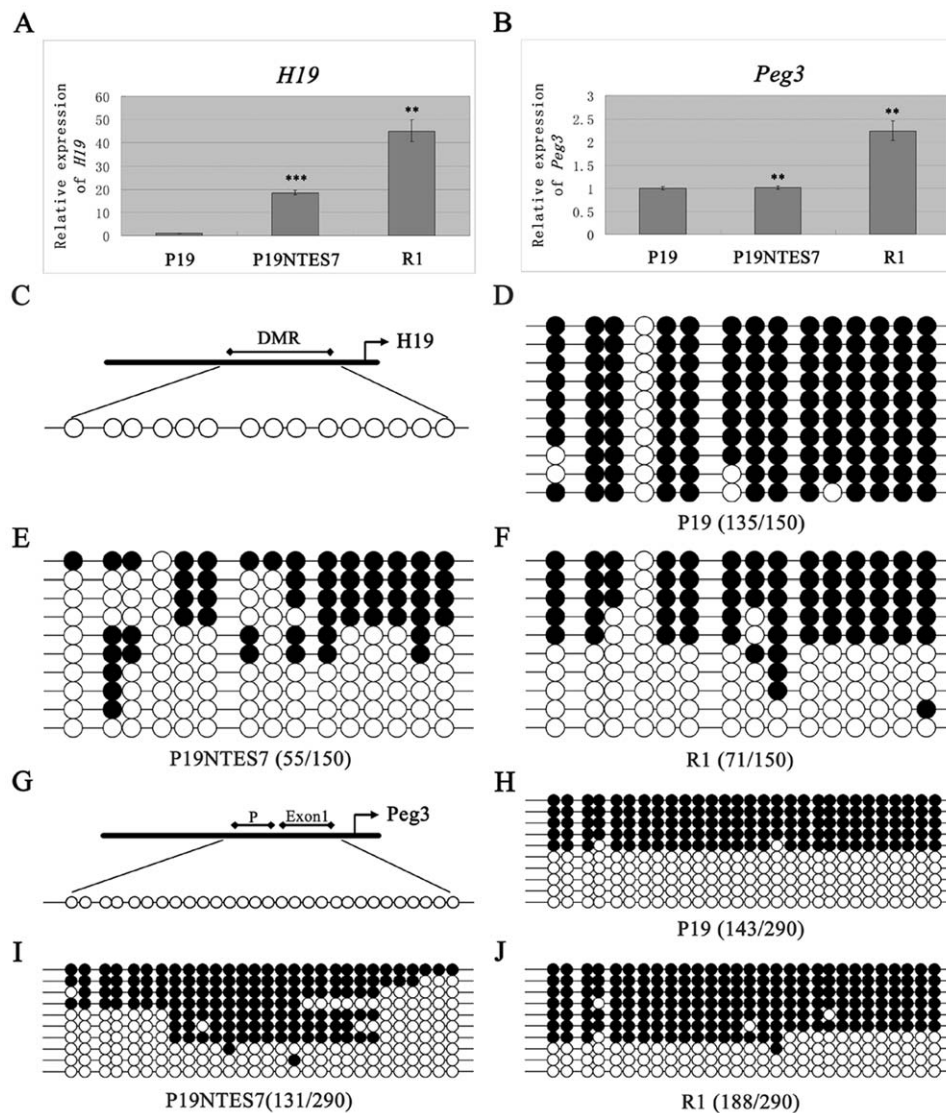 A
B
H19
Relative expression
of H19
60
50
40
30
20
10
0
***
**
P19
P19NTES7
R1
Peg3
Relative expression
of Peg3
3
2.5
2
1.5
1
0.5
0
**
**
P19
P19NTES7
R1
C
D
DMR
H19
P19 (135/150)
E
F
P19NTES7 (55/150)
R1 (71/150)
G
H
P
Exon1
Peg3
P19 (143/290)
I
J
P19NTES7(131/290)
R1 (188/290)